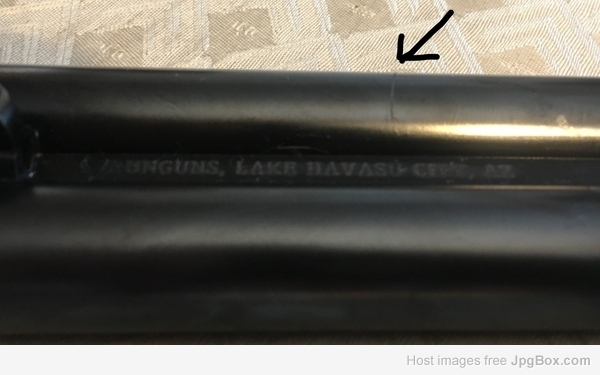 LAKE HAVASU CITY, AZ
Host images free JpgBox.com